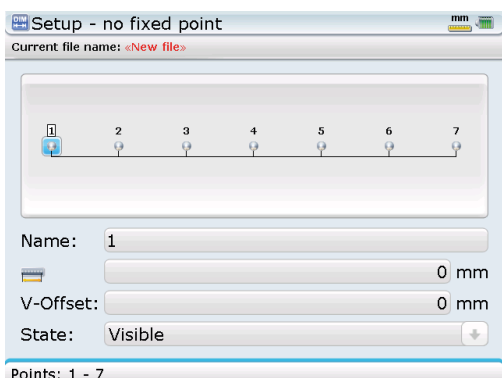 DIM
Setup - no fixed point
mm
Current file name: «New file»
1 2 3 4 5 6 7
Name: 1
0 mm
V-Offset: 0 mm
State: Visible
Points: 1 - 7